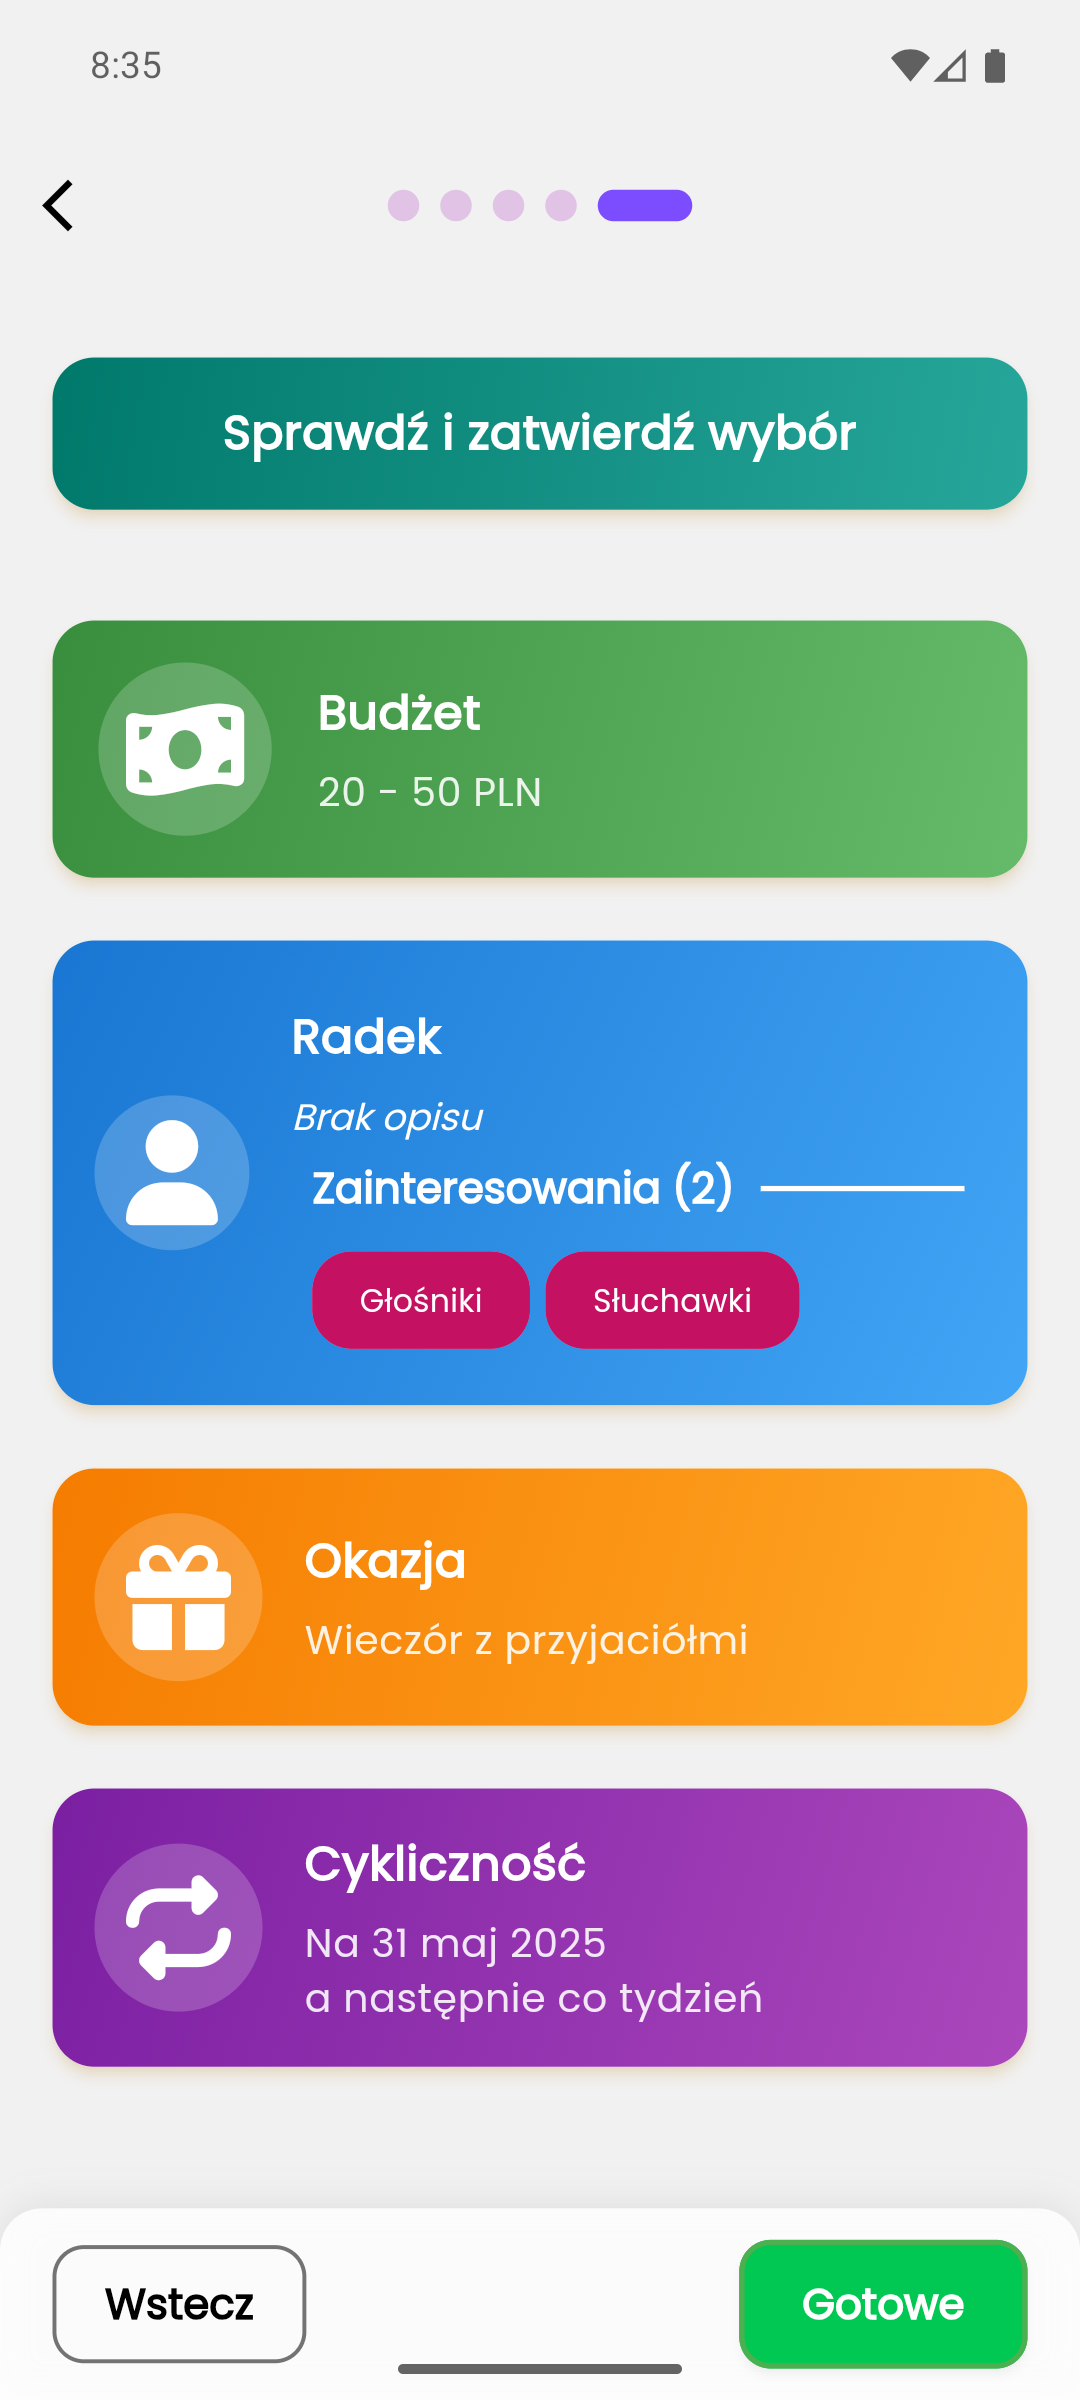 8:35
Sprawdź i zatwierdź wybór
Budżet
20 - 50 PLN
Radek
Brak opisu
Zainteresowania (2)
Głośniki
Słuchawki
Okazja
Wieczór z przyjaciółmi
Cykliczność
Na 31 maj 2025
a następnie co tydzień
Wstecz
Gotowe